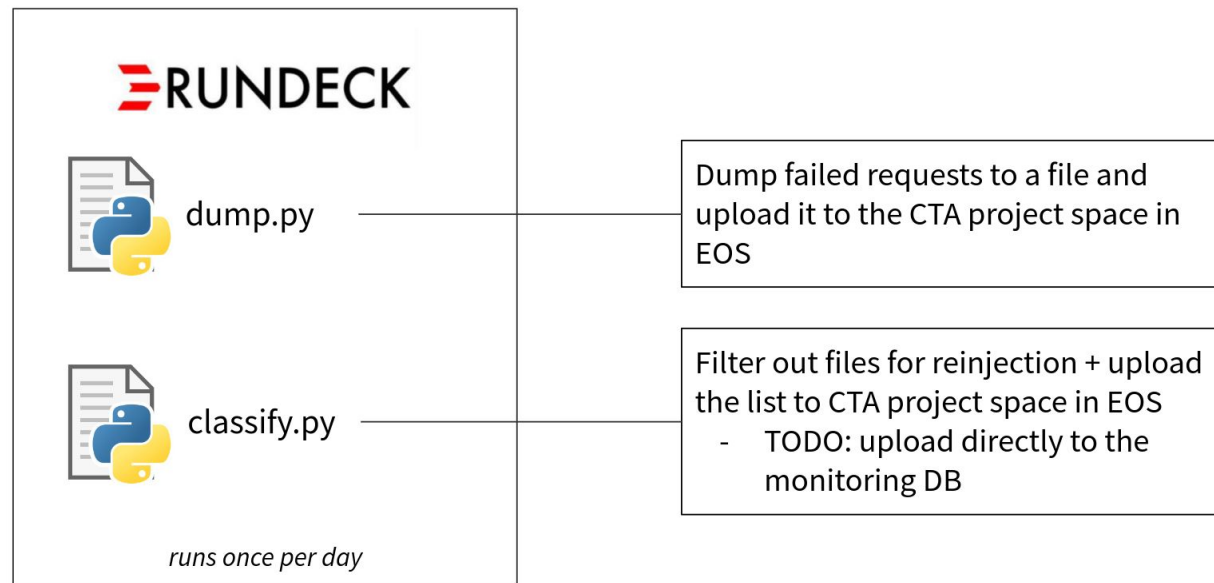 RUNDECK
dump.py
Dump failed requests to a file and
upload it to the CTA project space in
EOS
classify.py
Filter out files for reinjection + upload
the list to CTA project space in EOS
- TODO: upload directly to the
monitoring DB
runs once per day